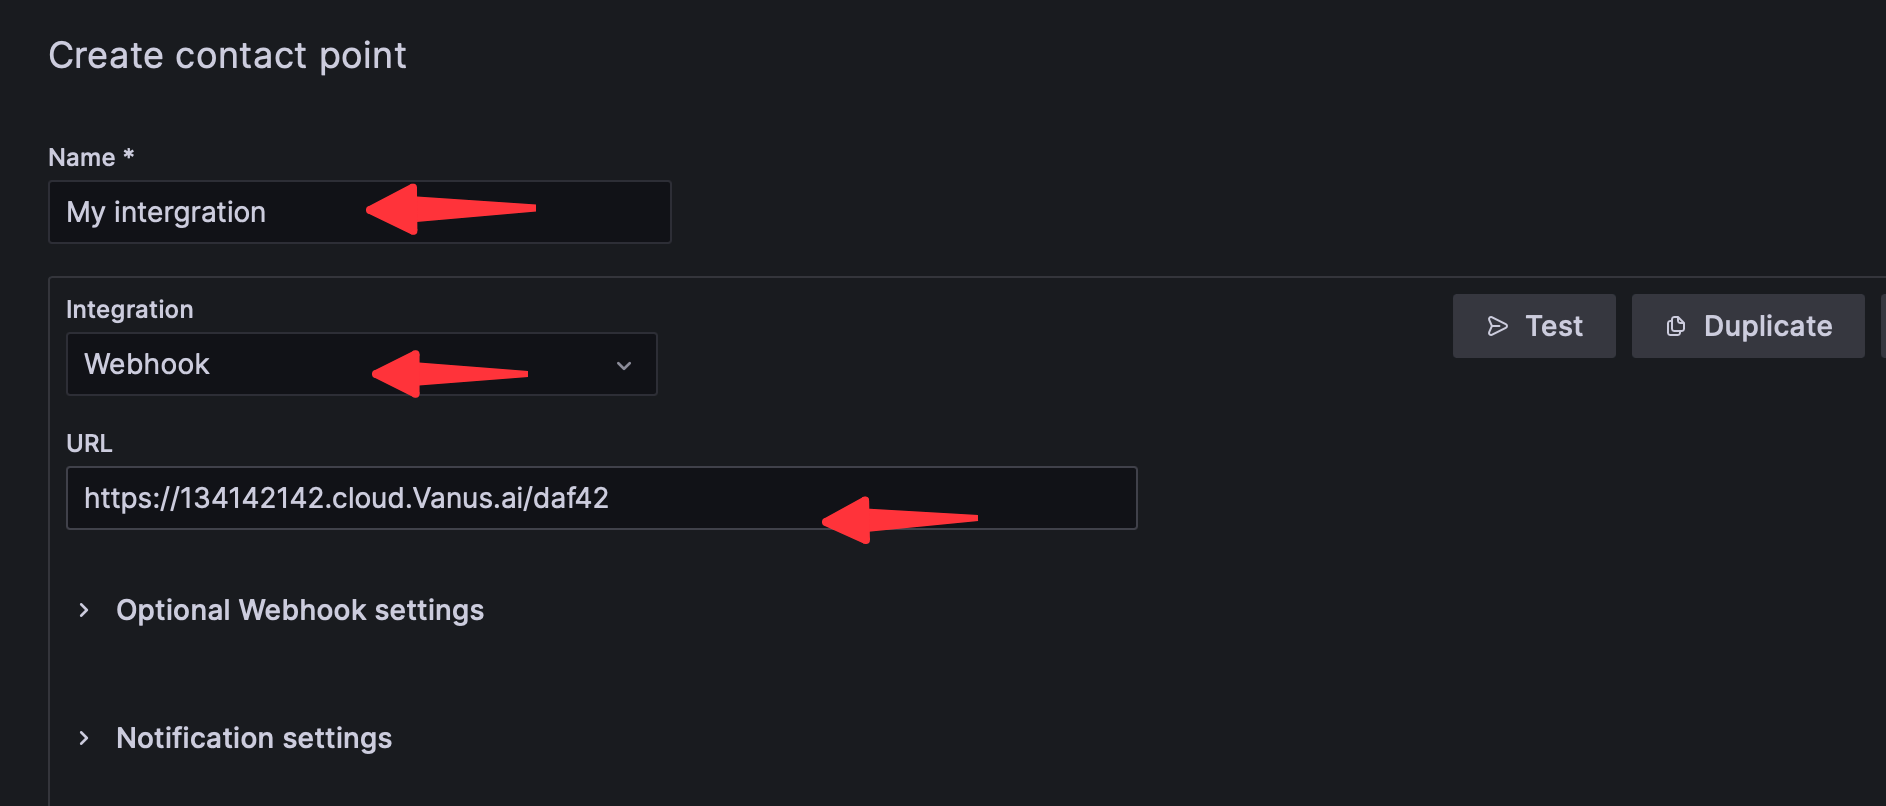 Create contact point
Name *
My intergration
Integration
Webhook
Test
Duplicate
URL
https://134142142.cloud.Vanus.ai/daf42
Optional Webhook settings
Notification settings